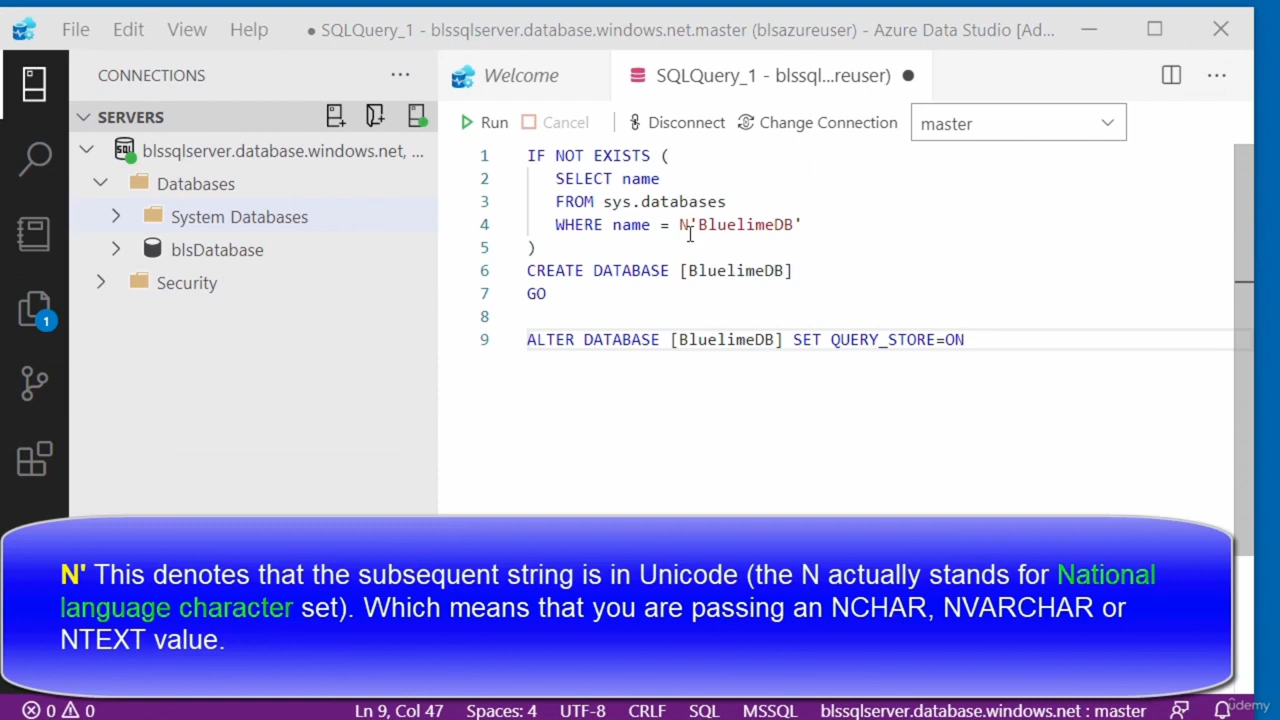 File Edit View Help ● SQLQuery_1 - blssqlserver.database.windows.net.master (blsazureuser) - Azure Data Studio [Ad...
CONNECTIONS ...
Welcome
SQLQuery_1 - blssql...reuser) ●
SERVERS
Run Cancel Disconnect Change Connection master
blssqlserver.database.windows.net, ...
Databases
System Databases
blsDatabase
Security
1 IF NOT EXISTS (
2 SELECT name
3 FROM sys.databases
4 WHERE name = N'BluelimeDB'
5 )
6 CREATE DATABASE [BluelimeDB]
7 GO
8
9 ALTER DATABASE [BluelimeDB] SET QUERY_STORE=ON
1
N' This denotes that the subsequent string is in Unicode (the N actually stands for National
language character set). Which means that you are passing an NCHAR, NVARCHAR or
NTEXT value.
0 0 Ln 9, Col 47 Spaces: 4 UTF-8 CRLF SQL MSSQL blssqlserver.database.windows.net : master
udemy